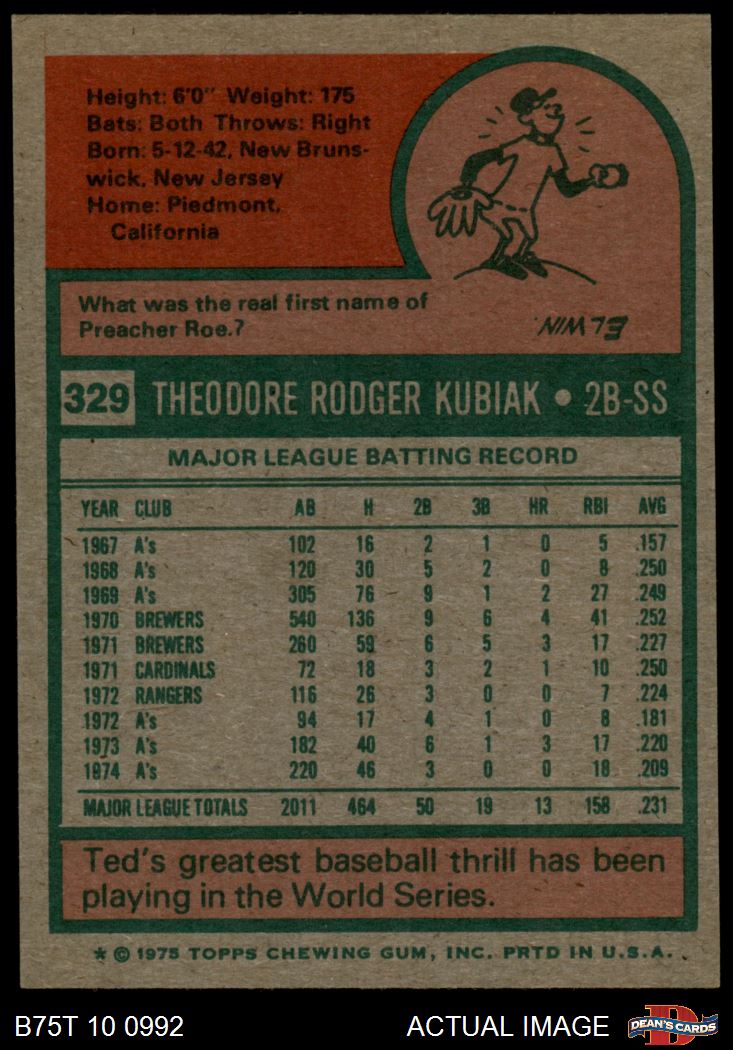 Height: 6'0" Weight: 175
Bats: Both Throws: Right
Born: 5-12-42, New Bruns-
wick, New Jersey
Home: Piedmont,
California
What was the real first name of
Preacher Roe.?
ELWIN.
329 THEODORE RODGER KUBIAK • 2B-SS
MAJOR LEAGUE BATTING RECORD
YEAR CLUB AB H 2B 3B HR RBI AVG
1967 A's 102 16 2 1 0 5 .157
1968 A's 120 30 5 2 0 8 .250
1969 A's 305 76 9 1 2 27 .249
1970 BREWERS 540 136 9 6 4 41 .252
1971 BREWERS 260 59 6 5 3 17 .227
1971 CARDINALS 72 18 3 2 1 10 .250
1972 RANGERS 116 26 3 0 0 7 .224
1972 A's 94 17 4 1 0 8 .181
1973 A's 182 40 6 1 3 17 .220
1974 A's 220 46 3 0 0 18 .209
MAJOR LEAGUE TOTALS 2011 464 50 19 13 158 .231
Ted's greatest baseball thrill has been
playing in the World Series.
* © 1975 TOPPS CHEWING GUM, INC. PRTD IN U.S.A.
B75T 10 0992 ACTUAL IMAGE
D
DEAN'S CARDS